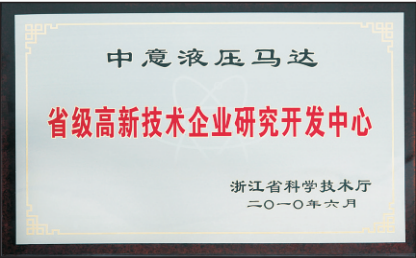 中意液压马达
省级高新技术企业研究开发中心
浙江省科学技术厅
二〇一〇年六月